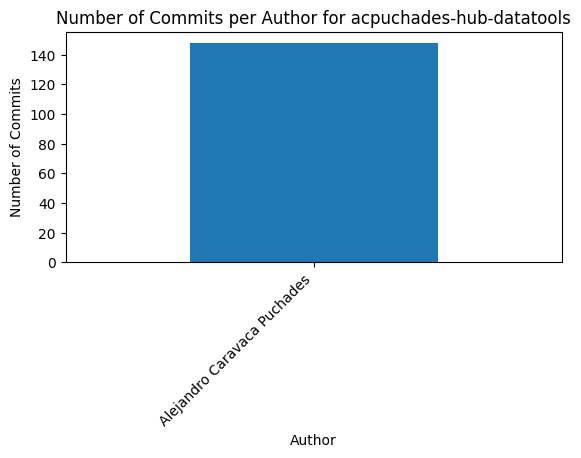 Number of Commits per Author for acpuchades-hub-datatools
140
120
100
80
60
40
20
0
Number of Commits
Alejandro Caravaca Puchades
Author